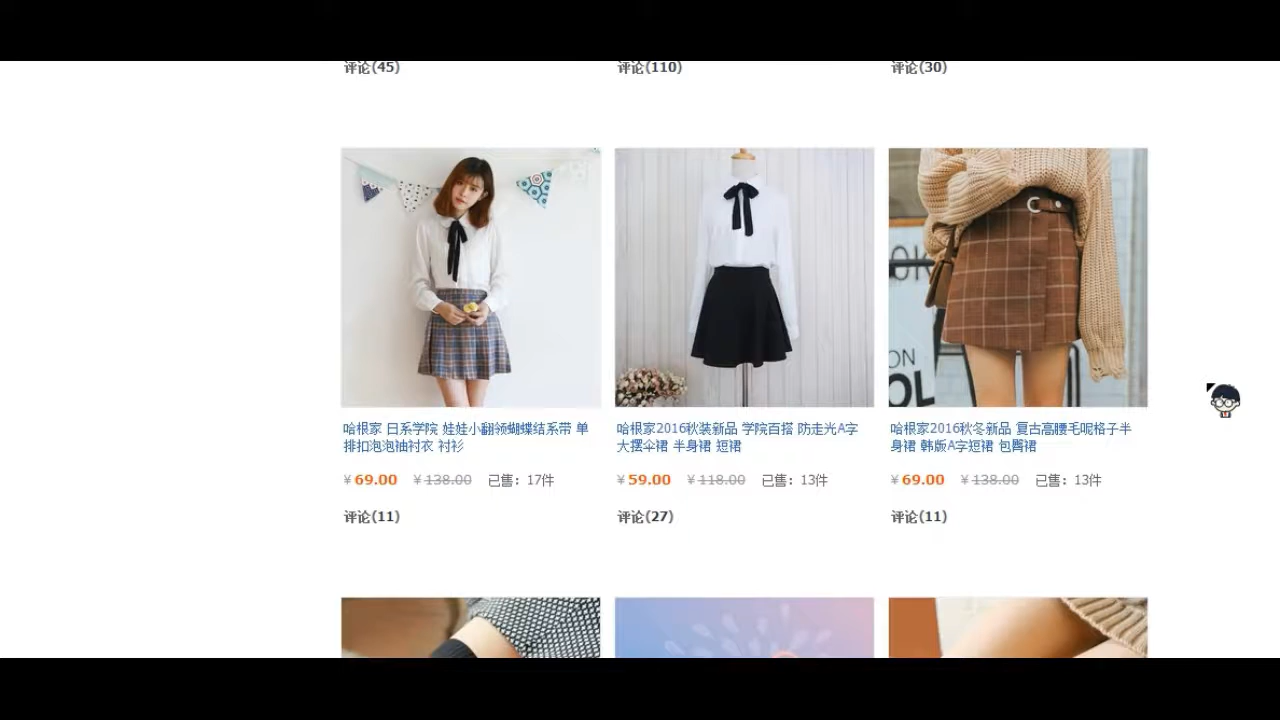 评论(45)
评论(110)
评论(30)
哈根家 日系学院 娃娃小翻领蝴蝶结系带 单
排扣泡泡袖衬衣 衬衫
¥69.00 ¥138.00 已售：17件
评论(11)
哈根家2016秋装新品 学院百搭 防走光A字
大摆伞裙 半身裙 短裙
¥59.00 ¥118.00 已售：13件
评论(27)
OK
ON
OL
哈根家2016秋冬新品 复古高腰毛呢格子半
身裙 韩版A字短裙 包臀裙
¥69.00 ¥138.00 已售：13件
评论(11)